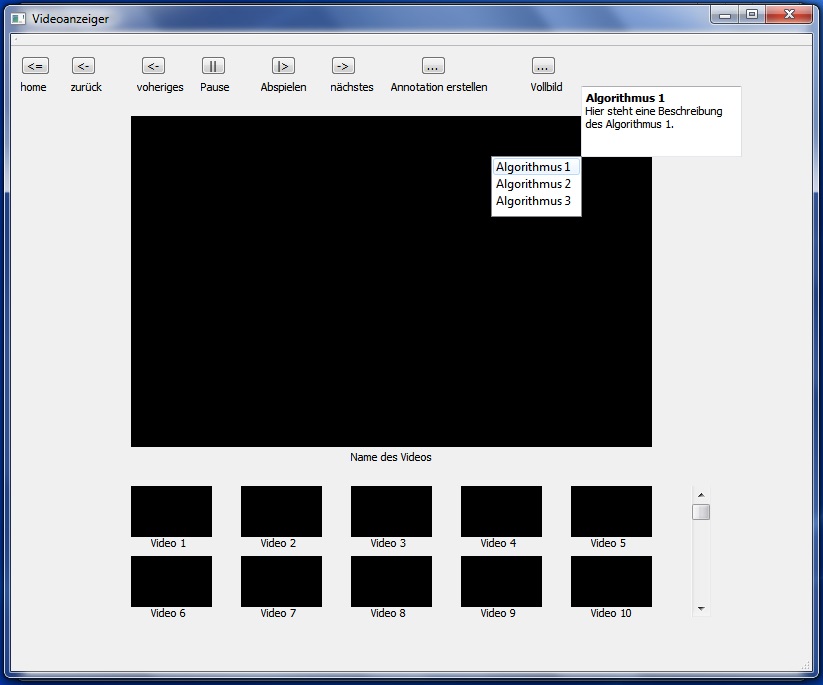 Videoanzeiger
<= <- <- || |> -> ... ...
home zurück voheriges Pause Abspielen nächstes Annotation erstellen Vollbild
Algorithmus 1
Hier steht eine Beschreibung
des Algorithmus 1.
Algorithmus 1
Algorithmus 2
Algorithmus 3
Name des Videos
Video 1 Video 2 Video 3 Video 4 Video 5
Video 6 Video 7 Video 8 Video 9 Video 10